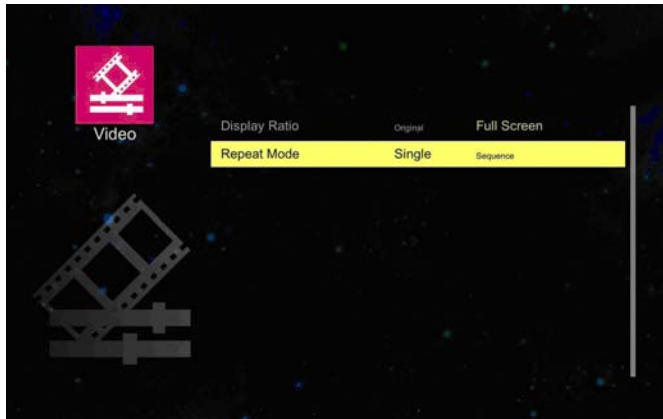 Video
Display Ratio Original Full Screen
Repeat Mode Single Sequence